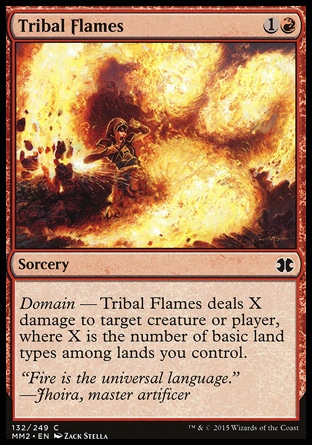 Tribal Flames 1
Sorcery
Domain — Tribal Flames deals X
damage to target creature or player,
where X is the number of basic land
types among lands you control.
"Fire is the universal language."
—Jhoira, master artificer
132/249 C
MM2 • EN Zack Stella
™ & © 2015 Wizards of the Coast